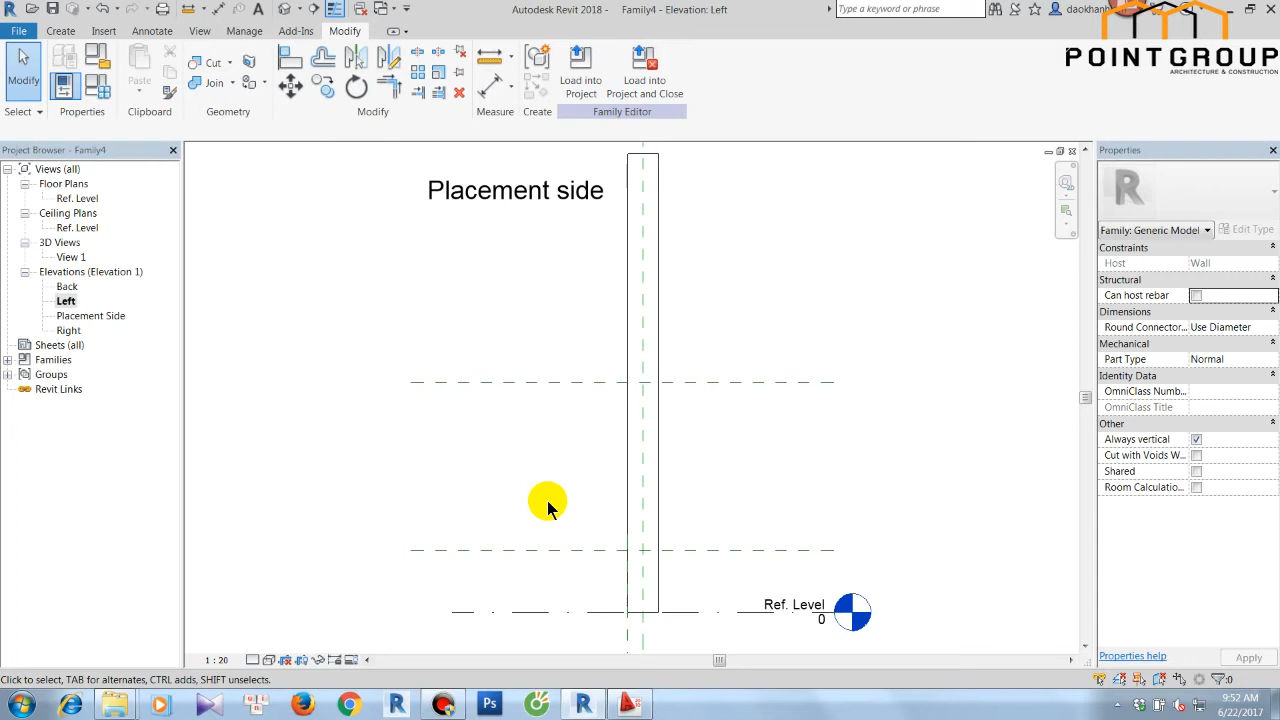 Autodesk Revit 2018 - Family4 - Elevation: Left
Type a keyword or phrase
daokhan
File Create Insert Annotate View Manage Add-Ins Modify
Modify
Cut
Join
Paste
Load into Project
Load into Project and Close
Select Properties Clipboard Geometry Modify Measure Create Family Editor
POINTGROUP
ARCHITECTURE & CONSTRUCTION
Project Browser - Family4
Views (all)
Floor Plans
Ref. Level
Ceiling Plans
Ref. Level
3D Views
View 1
Elevations (Elevation 1)
Back
Left
Placement Side
Right
Sheets (all)
Families
Groups
Revit Links
Placement side
Ref. Level
0
Properties
Family: Generic Model Edit Type
Constraints
Host Wall
Structural
Can host rebar
Dimensions
Round Connector... Use Diameter
Mechanical
Part Type Normal
Identity Data
OmniClass Numb...
OmniClass Title
Other
Always vertical
Cut with Voids W...
Shared
Room Calculatio...
Properties help Apply
1 : 20
Click to select, TAB for alternates, CTRL adds, SHIFT unselects.
:0
Ps
9:52 AM
6/22/2017